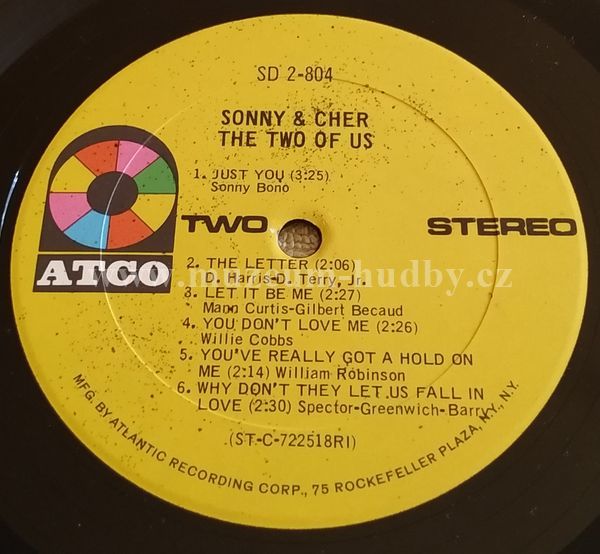 SD 2-804
SONNY & CHER
THE TWO OF US
1. JUST YOU (3:25)
Sonny Bono
TWO
STEREO
ATCO
www.muzeum-hudby.cz
2. THE LETTER (2:06)
Harris-D. Terry, Jr.
3. LET IT BE ME (2:27)
Mann Curtis-Gilbert Becaud
4. YOU DON'T LOVE ME (2:26)
Willie Cobbs
5. YOU'VE REALLY GOT A HOLD ON
ME (2:14) William Robinson
6. WHY DON'T THEY LET US FALL IN
LOVE (2:30) Spector-Greenwich-Barry
(ST-C-722518RI)
MFG. BY ATLANTIC RECORDING CORP., 75 ROCKEFELLER PLAZA, N.Y., N.Y.